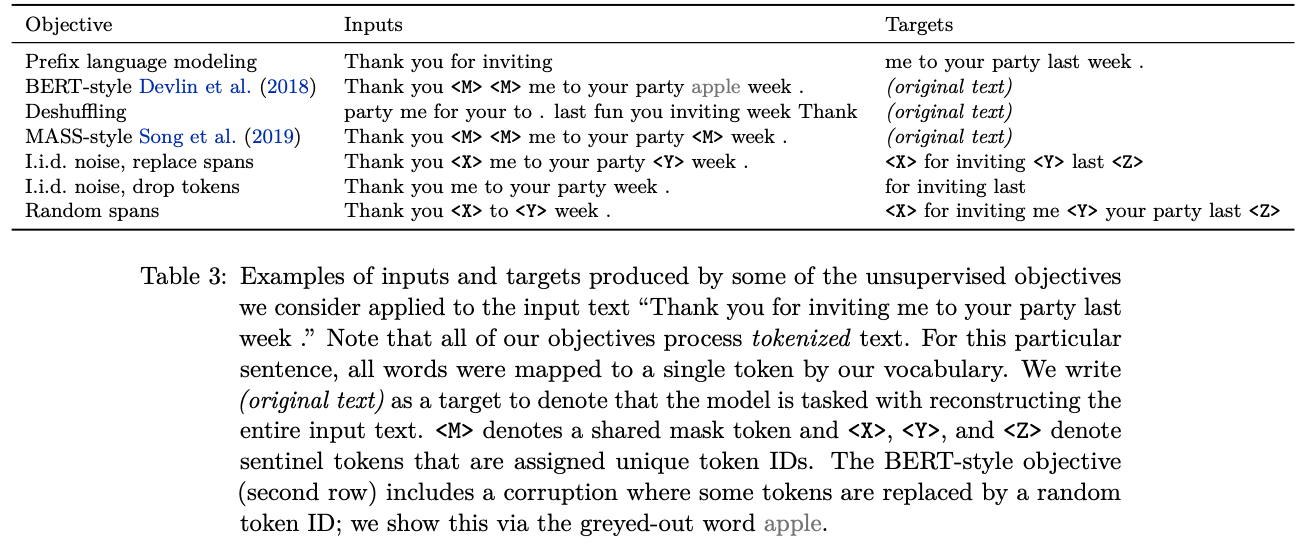 Objective Inputs Targets
Prefix language modeling Thank you for inviting me to your party last week .
BERT-style Devlin et al. (2018) Thank you <M> <M> me to your party apple week . (original text)
Deshuffling party me for your to . last fun you inviting week Thank (original text)
MASS-style Song et al. (2019) Thank you <M> <M> me to your party <M> week . (original text)
I.i.d. noise, replace spans Thank you <X> me to your party <Y> week . <X> for inviting <Y> last <Z>
I.i.d. noise, drop tokens Thank you me to your party week . for inviting last
Random spans Thank you <X> to <Y> week . <X> for inviting me <Y> your party last <Z>
Table 3: Examples of inputs and targets produced by some of the unsupervised objectives
we consider applied to the input text “Thank you for inviting me to your party last
week .” Note that all of our objectives process tokenized text. For this particular
sentence, all words were mapped to a single token by our vocabulary. We write
(original text) as a target to denote that the model is tasked with reconstructing the
entire input text. <M> denotes a shared mask token and <X>, <Y>, and <Z> denote
sentinel tokens that are assigned unique token IDs. The BERT-style objective
(second row) includes a corruption where some tokens are replaced by a random
token ID; we show this via the greyed-out word apple.